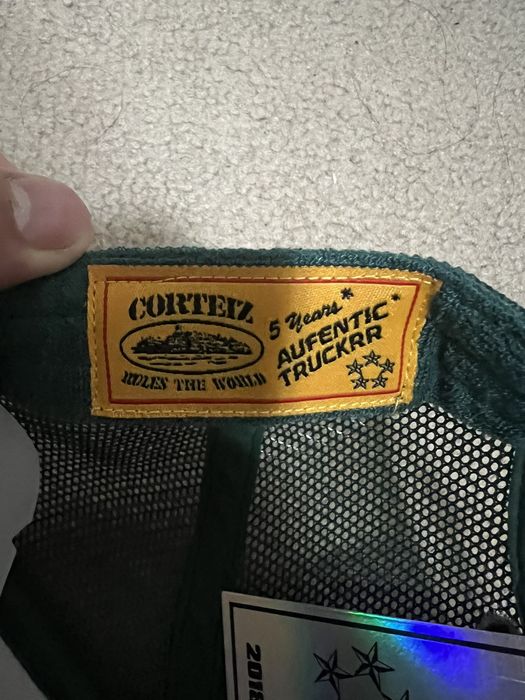 CORTEIZ
RULES THE WORLD
5 Years*
AUFENTIC*
TRUCKRR
2018